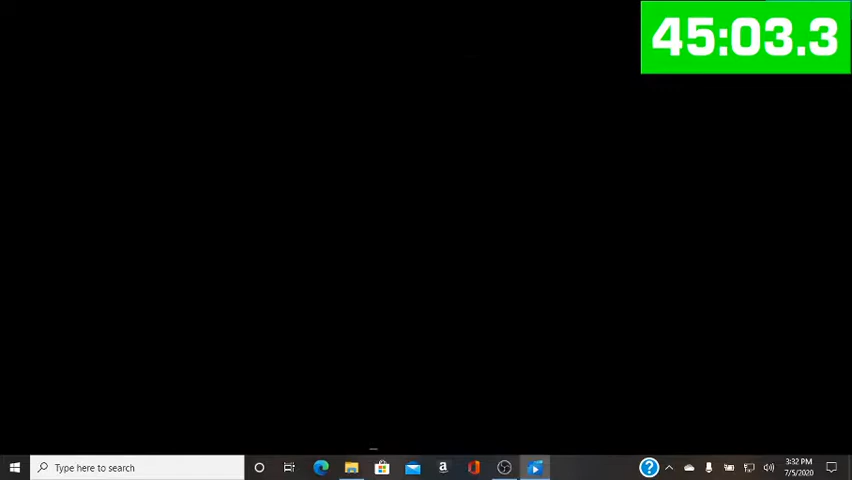 45:03.3
Type here to search
a
?
3:32 PM
7/5/2020